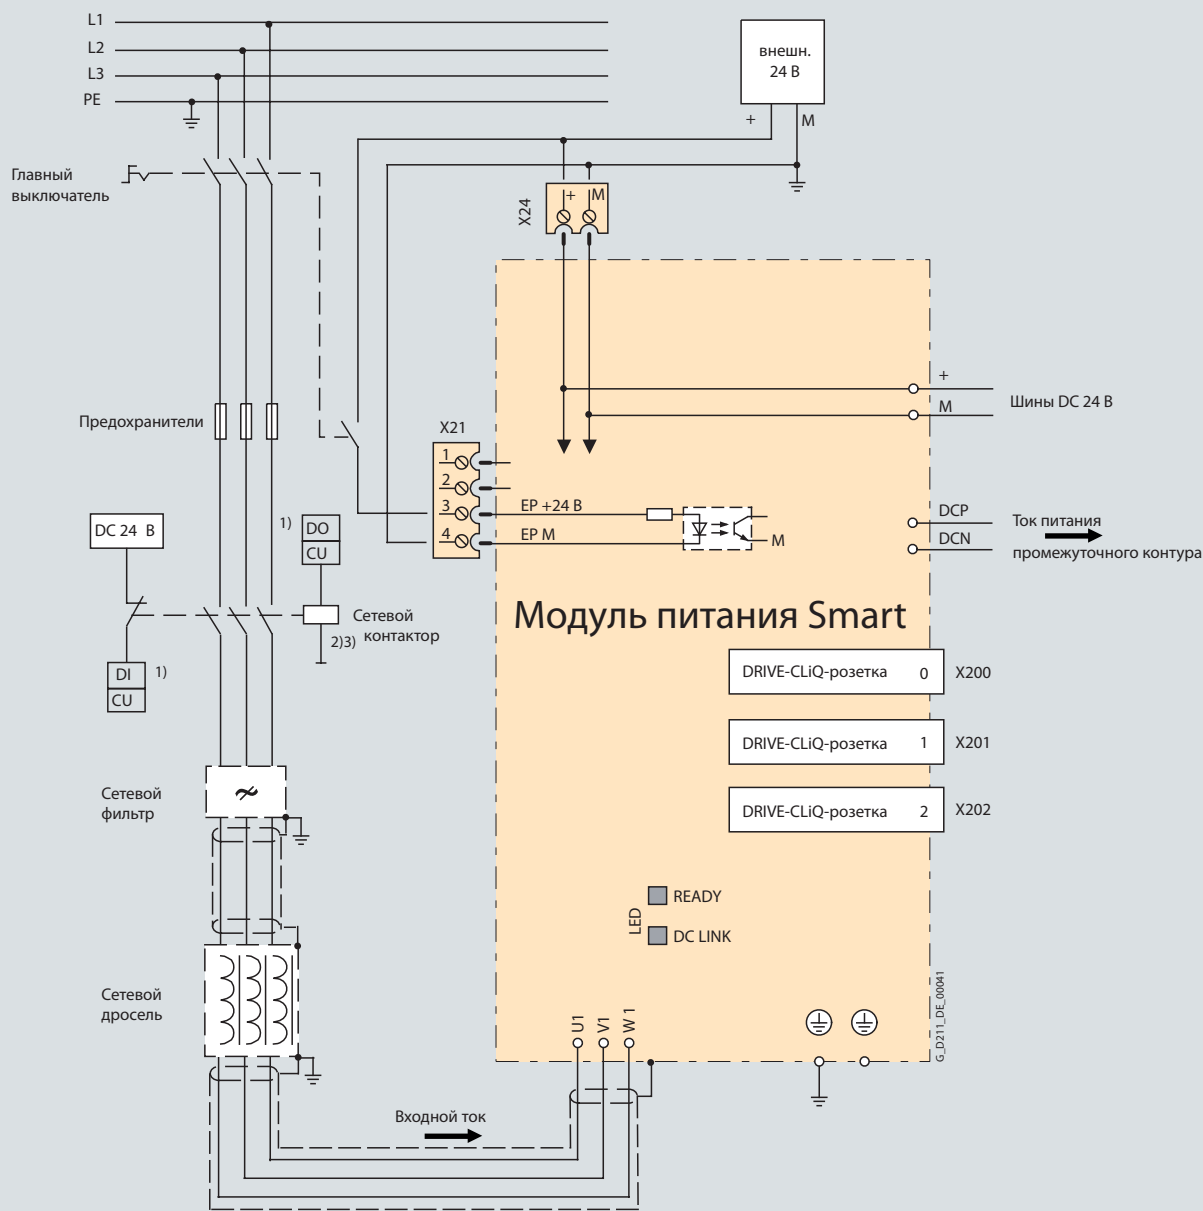 L1
L2
L3
PE
внешн.
24 В
+
M
Главный
выключатель
X24
+
M
+
M
Шины DC 24 В
Предохранители
X21
1
2
3
4
EP +24 В
EP M
M
DCP
DCN
Ток питания
промежуточного контура
DC 24 В
1)
DO
CU
Сетевой
контактор
2)3)
DI
CU
1)
Модуль питания Smart
DRIVE-CLiQ-розетка 0
X200
DRIVE-CLiQ-розетка 1
X201
DRIVE-CLiQ-розетка 2
X202
Сетевой
фильтр
LED
READY
DC LINK
Сетевой
дросель
U1
V1
W1
G_D211_DE_00041
Входной ток